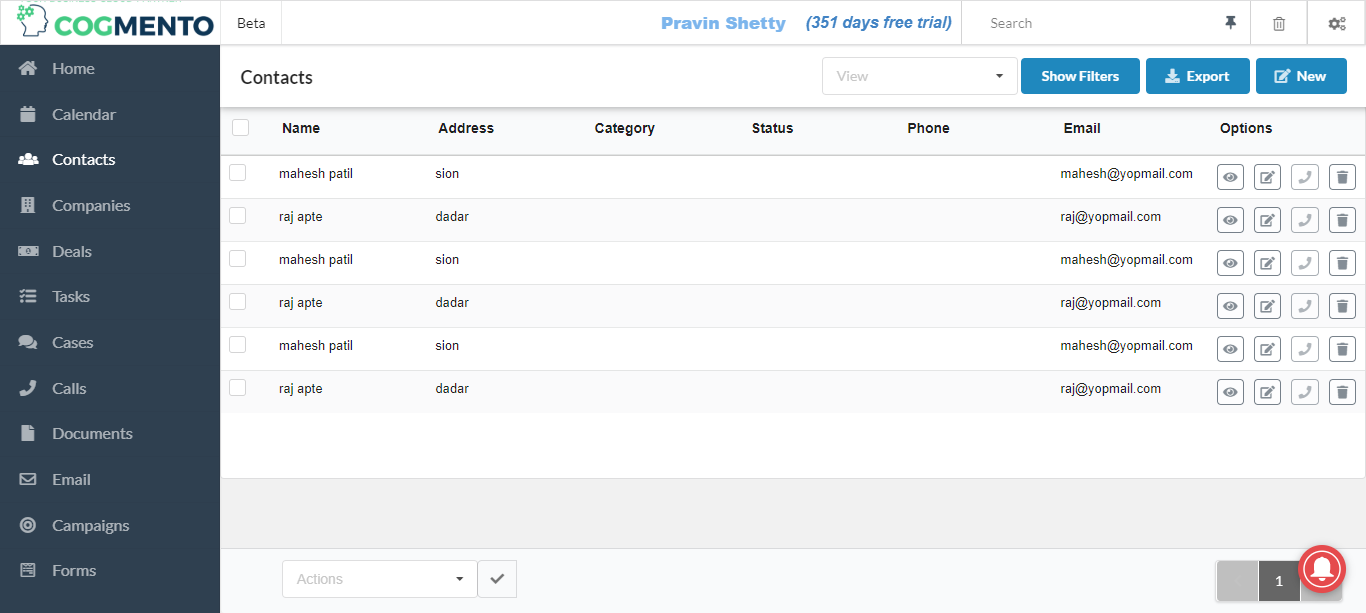 COGMENTO Beta Pravin Shetty (351 days free trial) Search
Home
Calendar
Contacts
Companies
Deals
Tasks
Cases
Calls
Documents
Email
Campaigns
Forms
Contacts View Show Filters Export New
Name Address Category Status Phone Email Options
mahesh patil sion mahesh@yopmail.com
raj apte dadar raj@yopmail.com
mahesh patil sion mahesh@yopmail.com
raj apte dadar raj@yopmail.com
mahesh patil sion mahesh@yopmail.com
raj apte dadar raj@yopmail.com
Actions 1